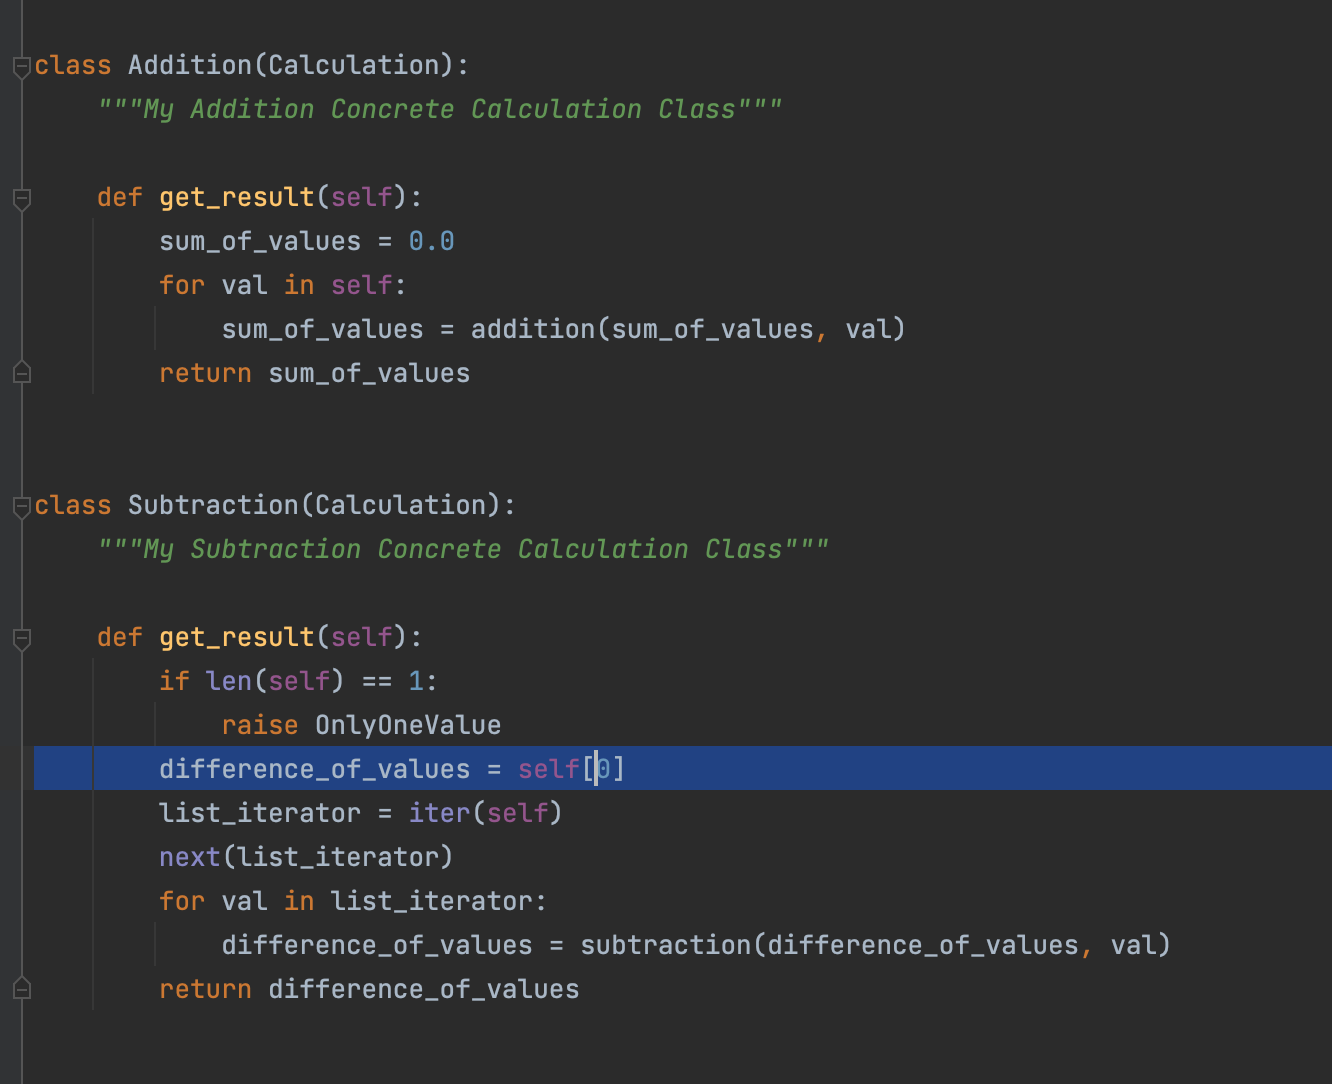 class Addition(Calculation):
    """My Addition Concrete Calculation Class"""
    def get_result(self):
        sum_of_values = 0.0
        for val in self:
            sum_of_values = addition(sum_of_values, val)
        return sum_of_values
class Subtraction(Calculation):
    """My Subtraction Concrete Calculation Class"""
    def get_result(self):
        if len(self) == 1:
            raise OnlyOneValue
        difference_of_values = self[0]
        list_iterator = iter(self)
        next(list_iterator)
        for val in list_iterator:
            difference_of_values = subtraction(difference_of_values, val)
        return difference_of_values